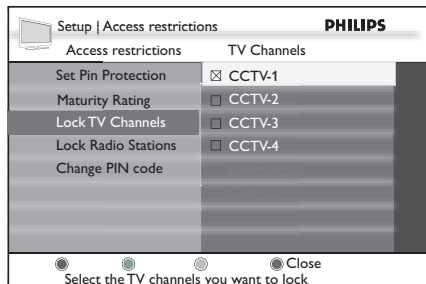 Setup | Access restrictions PHILIPS
Access restrictions TV Channels
Set Pin Protection CCTV-1
Maturity Rating CCTV-2
Lock TV Channels CCTV-3
Lock Radio Stations CCTV-4
Change PIN code
Close
Select the TV channels you want to lock